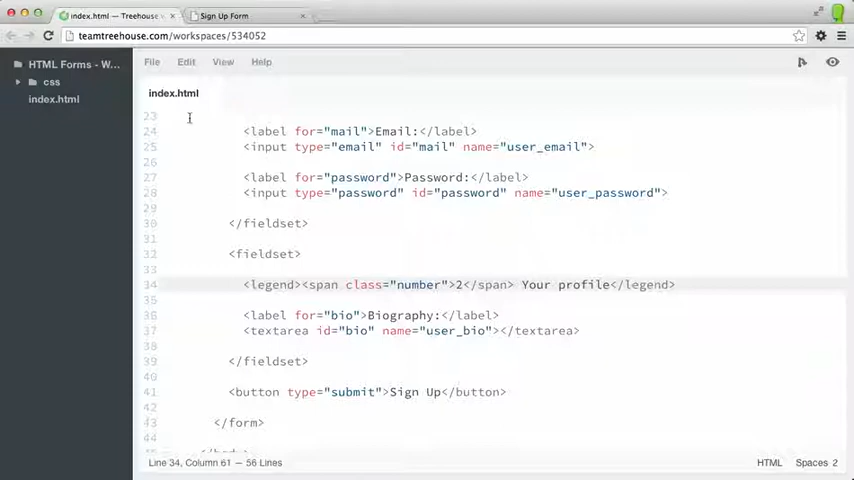 index.html — Treehouse
Sign Up Form
teamtreehouse.com/workspaces/534052
HTML Forms - W...
css
index.html
File Edit View Help
index.html
23
24 <label for="mail">Email:</label>
25 <input type="email" id="mail" name="user_email">
26
27 <label for="password">Password:</label>
28 <input type="password" id="password" name="user_password">
29
30 </fieldset>
31
32 <fieldset>
33
34 <legend><span class="number">2</span> Your profile</legend>
35
36 <label for="bio">Biography:</label>
37 <textarea id="bio" name="user_bio"></textarea>
38
39 </fieldset>
40
41 <button type="submit">Sign Up</button>
42
43 </form>
44
Line 34, Column 61 — 56 Lines
HTML Spaces 2